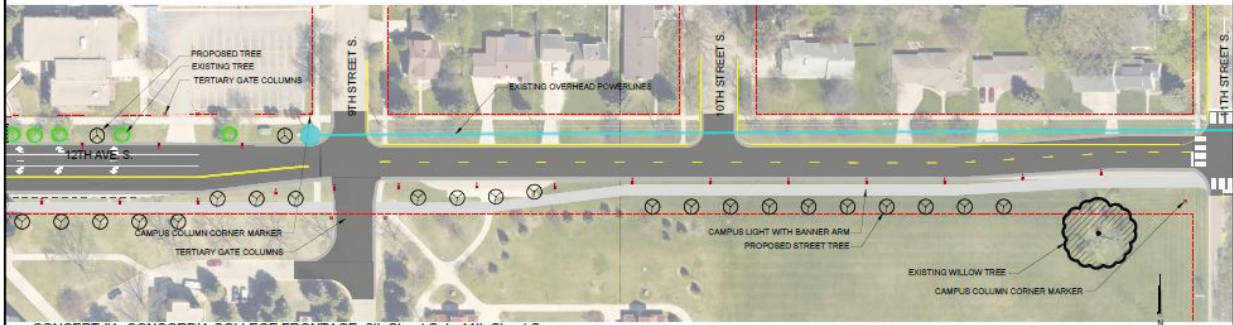 PROPOSED TREE
EXISTING TREE
TERTIARY GATE COLUMNS
9TH STREET S.
EXISTING OVERHEAD POWERLINES
10TH STREET S.
11TH STREET S.
12TH AVE. S.
CAMPUS COLUMN CORNER MARKER
TERTIARY GATE COLUMNS
CAMPUS LIGHT WITH BANNER ARM
PROPOSED STREET TREE
EXISTING WILLOW TREE
CAMPUS COLUMN CORNER MARKER
N